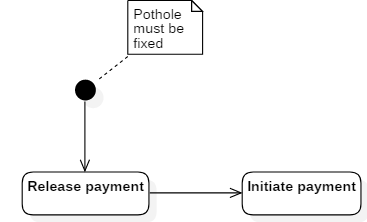 Pothole
must be
fixed
Release payment
Initiate payment